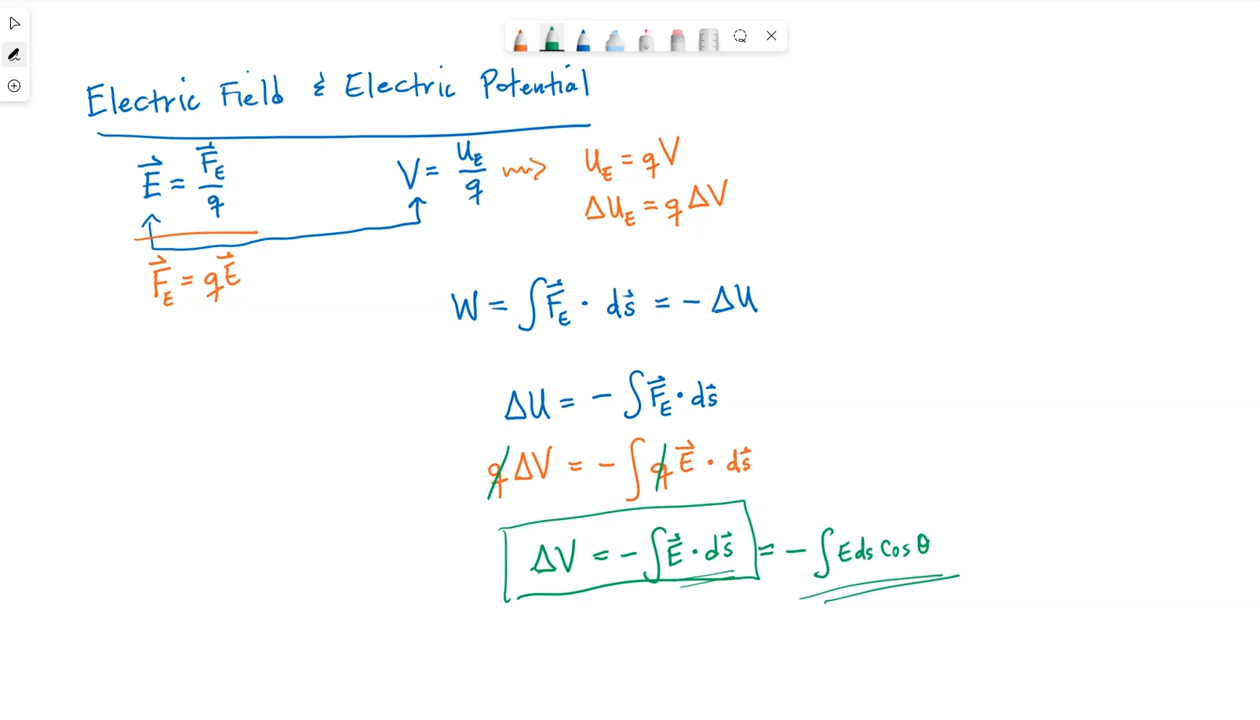 Electric Field & Electric Potential
E⃗ = F⃗_E / q
V = U_E / q ⟹ U_E = qV
ΔU_E = qΔV
F⃗_E = qE⃗
W = ∫F⃗_E · ds⃗ = −ΔU
ΔU = −∫F⃗_E · ds⃗
qΔV = −∫qE⃗ · ds⃗
ΔV = −∫E⃗ · ds⃗ = −∫E ds Cos θ